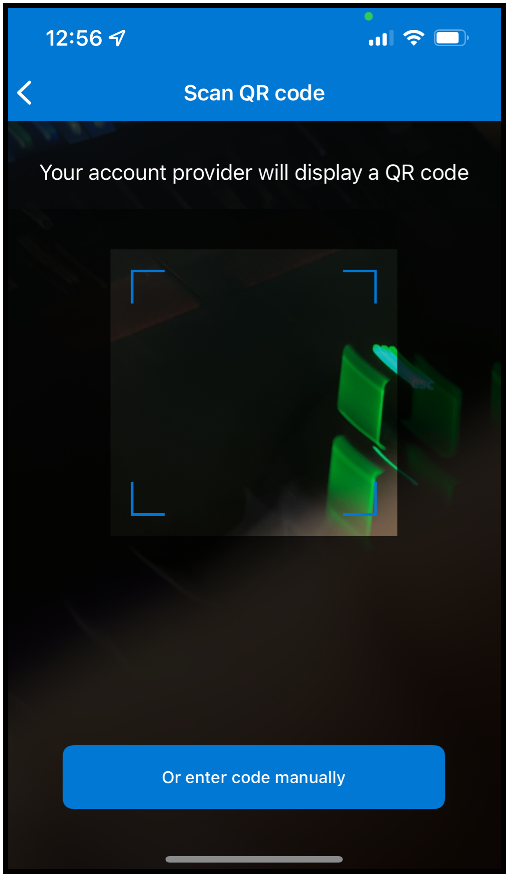 12:56
Scan QR code
Your account provider will display a QR code
Or enter code manually